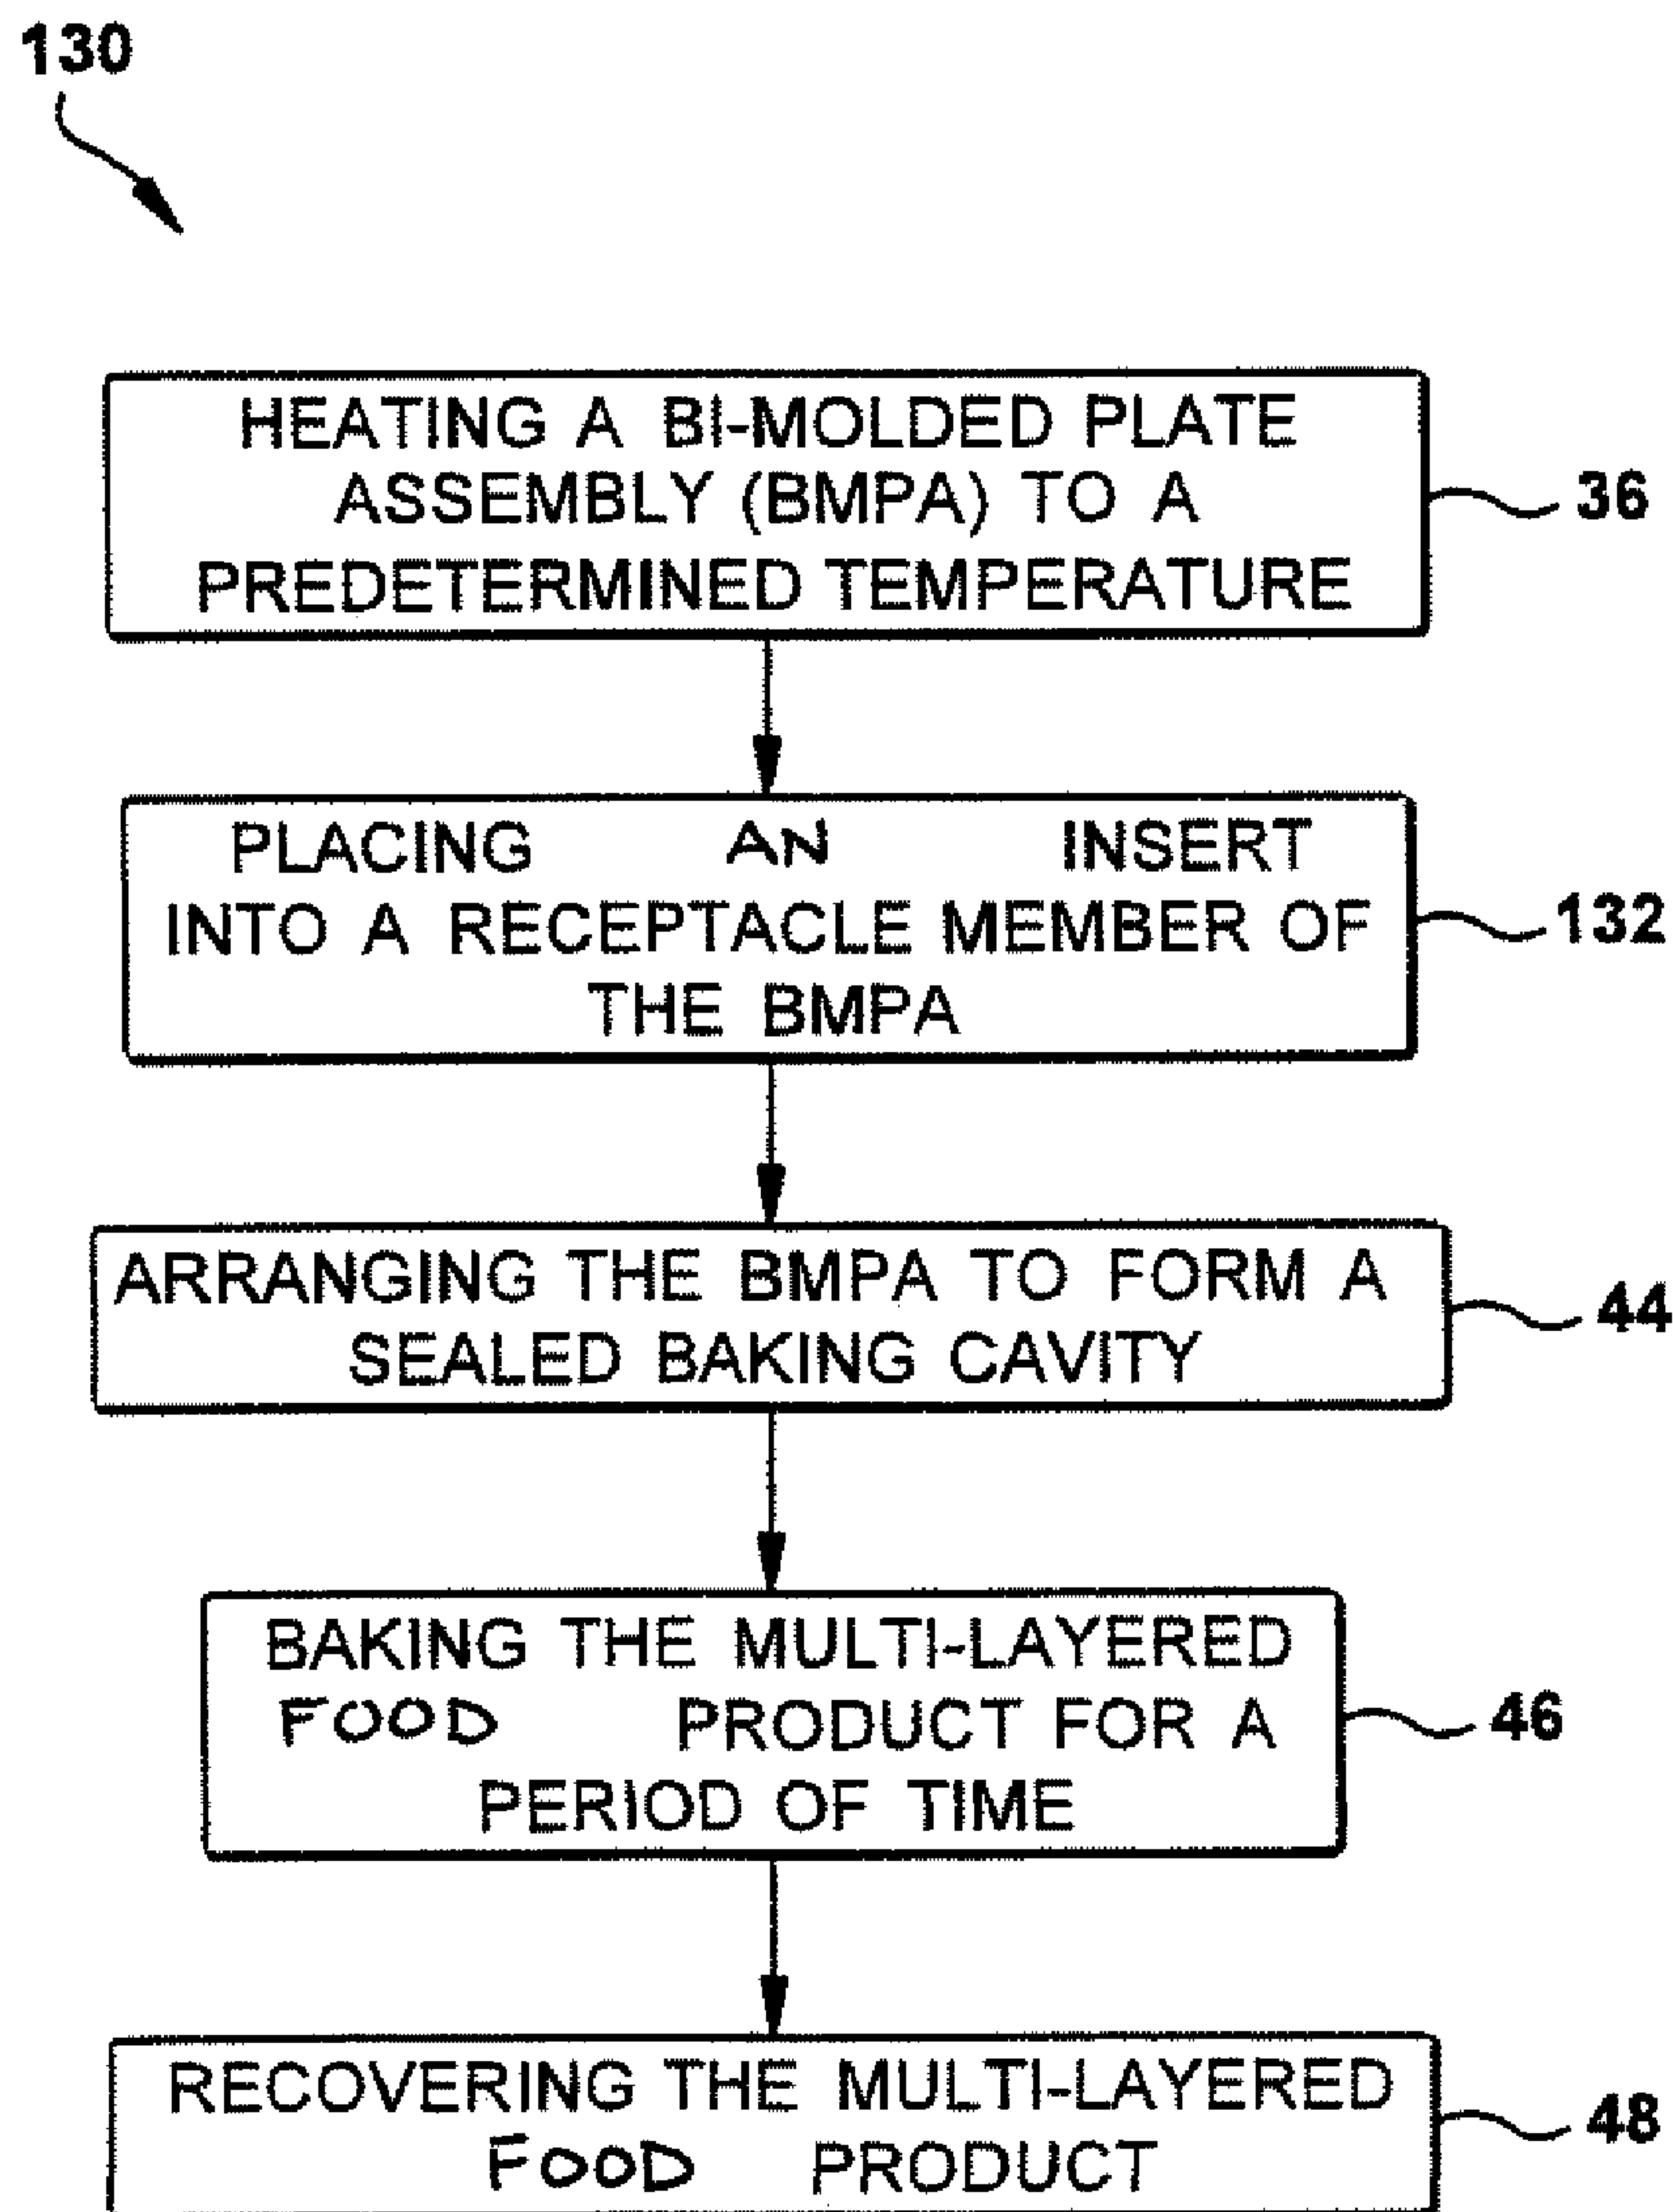 130
HEATING A BI-MOLDED PLATE
ASSEMBLY (BMPA) TO A
PREDETERMINED TEMPERATURE
36
PLACING AN INSERT
INTO A RECEPTACLE MEMBER OF
THE BMPA
132
ARRANGING THE BMPA TO FORM A
SEALED BAKING CAVITY
44
BAKING THE MULTI-LAYERED
FOOD PRODUCT FOR A
PERIOD OF TIME
46
RECOVERING THE MULTI-LAYERED
FOOD PRODUCT
48